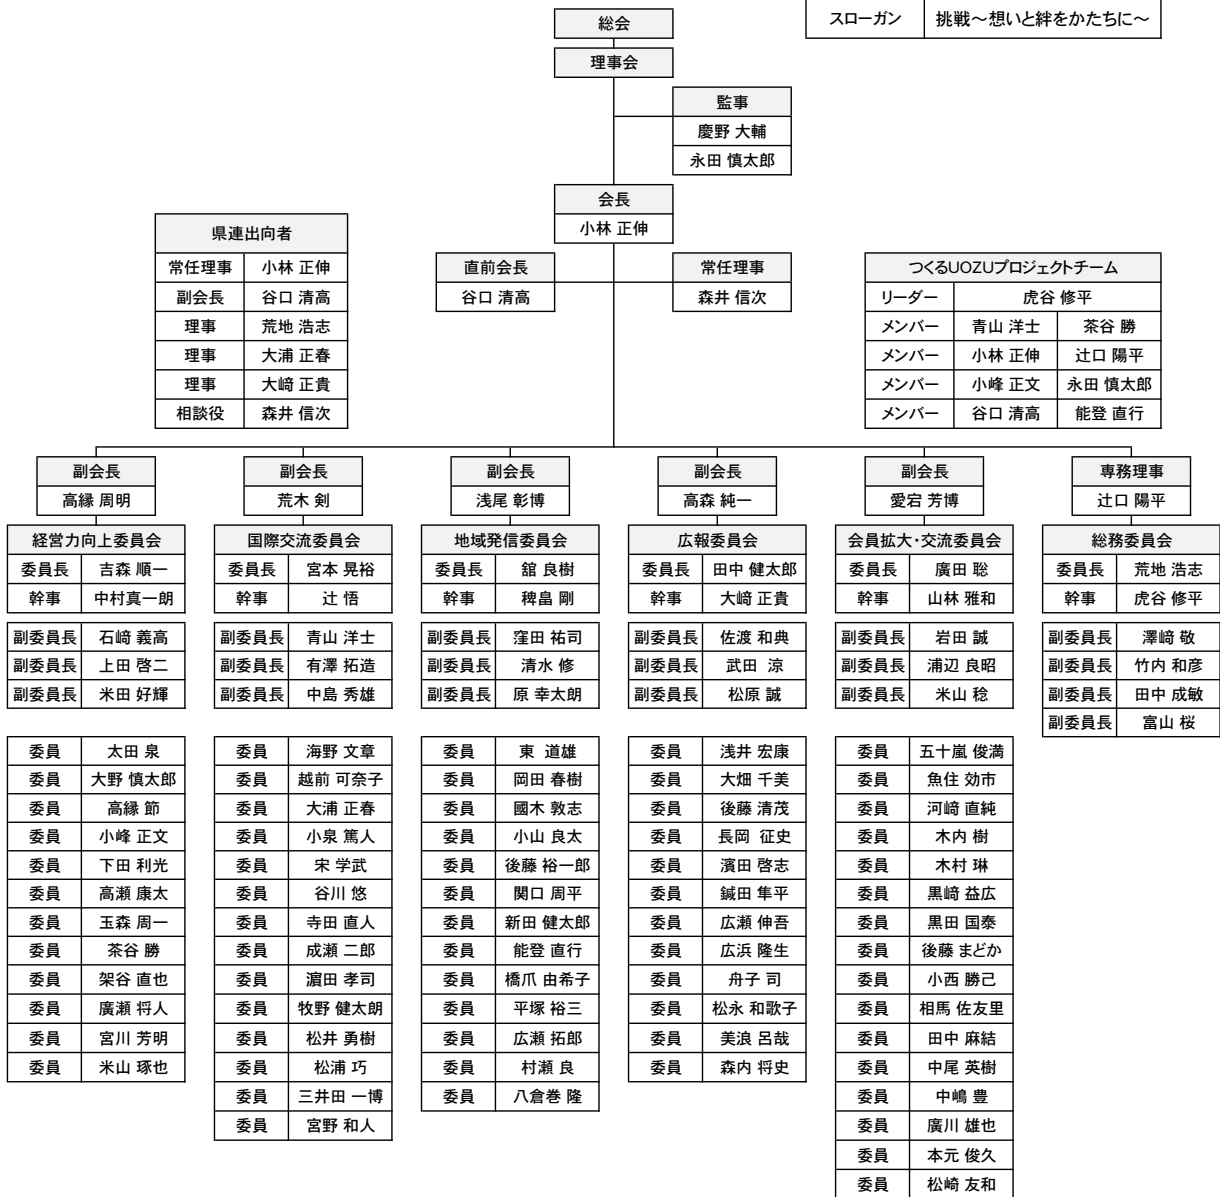 スローガン 挑戦～想いと絆をかたちに～
総会
理事会
監事
慶野 大輔
永田 慎太郎
会長
小林 正伸
県連出向者
常任理事 小林 正伸
副会長 谷口 清高
理事 荒地 浩志
理事 大浦 正春
理事 大﨑 正貴
相談役 森井 信次
直前会長
谷口 清高
常任理事
森井 信次
つくるUOZUプロジェクトチーム
リーダー 虎谷 修平
メンバー 青山 洋士 茶谷 勝
メンバー 小林 正伸 辻口 陽平
メンバー 小峰 正文 永田 慎太郎
メンバー 谷口 清高 能登 直行
副会長
高縁 周明
経営力向上委員会
委員長 吉森 順一
幹事 中村真一朗
副委員長 石﨑 義高
副委員長 上田 啓二
副委員長 米田 好輝
委員 太田 泉
委員 大野 慎太郎
委員 高縁 節
委員 小峰 正文
委員 下田 利光
委員 高瀬 康太
委員 玉森 周一
委員 茶谷 勝
委員 架谷 直也
委員 廣瀬 将人
委員 宮川 芳明
委員 米山 琢也
副会長
荒木 剣
国際交流委員会
委員長 宮本 晃裕
幹事 辻 悟
副委員長 青山 洋士
副委員長 有澤 拓造
副委員長 中島 秀雄
委員 海野 文章
委員 越前 可奈子
委員 大浦 正春
委員 小泉 篤人
委員 宋 学武
委員 谷川 悠
委員 寺田 直人
委員 成瀬 二郎
委員 濵田 孝司
委員 牧野 健太朗
委員 松井 勇樹
委員 松浦 巧
委員 三井田 一博
委員 宮野 和人
副会長
浅尾 彰博
地域発信委員会
委員長 舘 良樹
幹事 稗畠 剛
副委員長 窪田 祐司
副委員長 清水 修
副委員長 原 幸太朗
委員 東 道雄
委員 岡田 春樹
委員 國木 敦志
委員 小山 良太
委員 後藤 裕一郎
委員 関口 周平
委員 新田 健太郎
委員 能登 直行
委員 橋爪 由希子
委員 平塚 裕三
委員 広瀬 拓郎
委員 村瀬 良
委員 八倉巻 隆
副会長
高森 純一
広報委員会
委員長 田中 健太郎
幹事 大﨑 正貴
副委員長 佐渡 和典
副委員長 武田 涼
副委員長 松原 誠
委員 浅井 宏康
委員 大畑 千美
委員 後藤 清茂
委員 長岡 征史
委員 濱田 啓志
委員 鍼田 隼平
委員 広瀬 伸吾
委員 広浜 隆生
委員 舟子 司
委員 松永 和歌子
委員 美浪 呂哉
委員 森内 将史
副会長
愛宕 芳博
会員拡大・交流委員会
委員長 廣田 聡
幹事 山林 雅和
副委員長 岩田 誠
副委員長 浦辺 良昭
副委員長 米山 稔
委員 五十嵐 俊満
委員 魚住 効市
委員 河﨑 直純
委員 木内 樹
委員 木村 琳
委員 黒﨑 益広
委員 黒田 国泰
委員 後藤 まどか
委員 小西 勝己
委員 相馬 佐友里
委員 田中 麻結
委員 中尾 英樹
委員 中嶋 豊
委員 廣川 雄也
委員 本元 俊久
委員 松崎 友和
専務理事
辻口 陽平
総務委員会
委員長 荒地 浩志
幹事 虎谷 修平
副委員長 澤﨑 敬
副委員長 竹内 和彦
副委員長 田中 成敏
副委員長 富山 桜